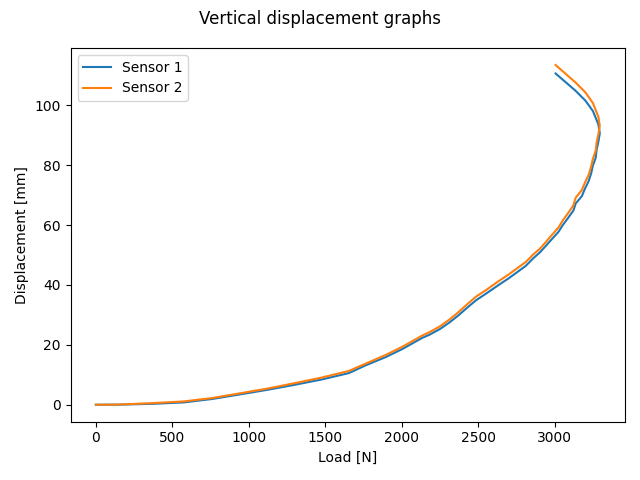 Vertical displacement graphs
Sensor 1
Sensor 2
100
80
60
40
20
0
Displacement [mm]
0 500 1000 1500 2000 2500 3000
Load [N]